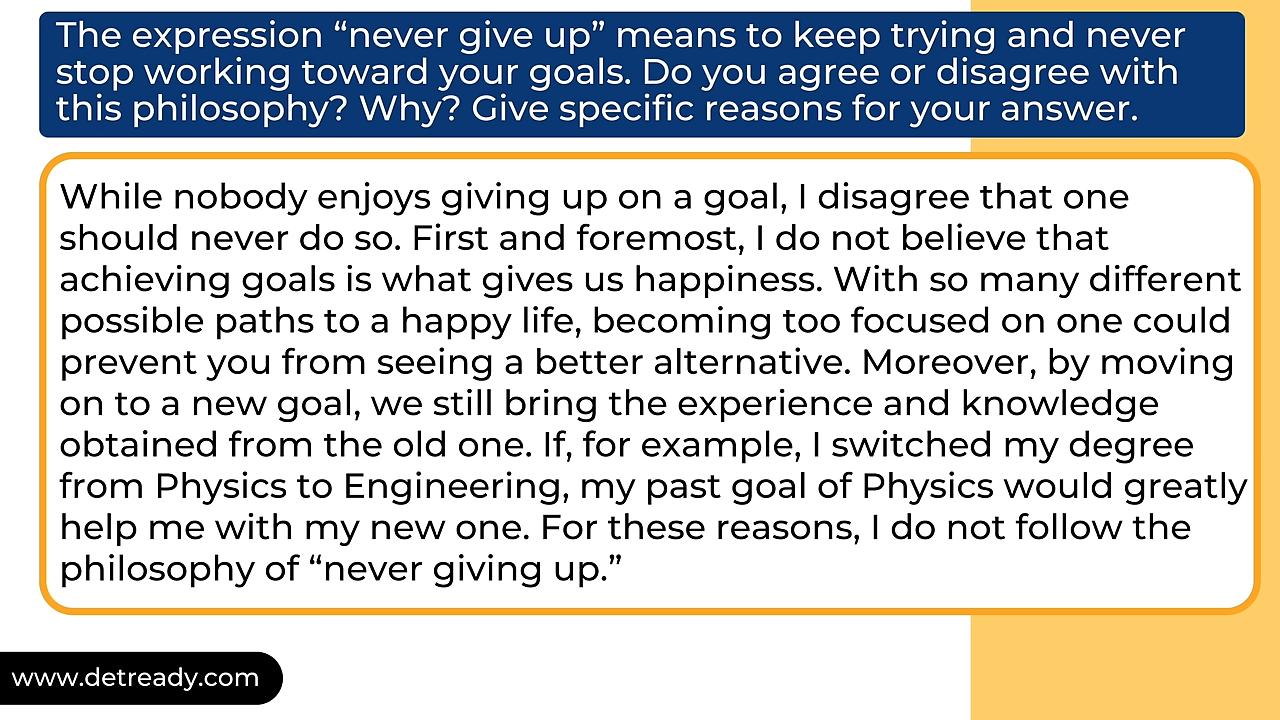 The expression “never give up” means to keep trying and never
stop working toward your goals. Do you agree or disagree with
this philosophy? Why? Give specific reasons for your answer.
While nobody enjoys giving up on a goal, I disagree that one
should never do so. First and foremost, I do not believe that
achieving goals is what gives us happiness. With so many different
possible paths to a happy life, becoming too focused on one could
prevent you from seeing a better alternative. Moreover, by moving
on to a new goal, we still bring the experience and knowledge
obtained from the old one. If, for example, I switched my degree
from Physics to Engineering, my past goal of Physics would greatly
help me with my new one. For these reasons, I do not follow the
philosophy of “never giving up.”
www.detready.com